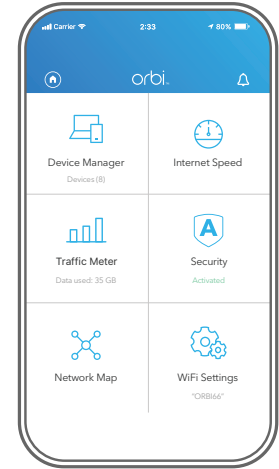 Carrier 2:33 80%
orbi™
Device Manager
Devices (8)
Internet Speed
Traffic Meter
Data used: 35 GB
A
Security
Activated
Network Map
WiFi Settings
"ORBI66"